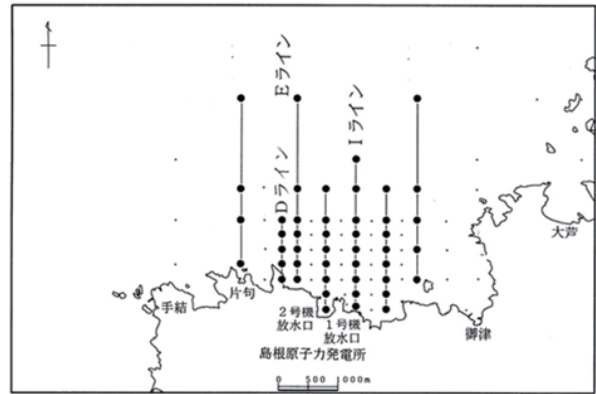 Eライン
Iライン
Dライン
大芦
手結
片句
2号機
放水口
1号機
放水口
御津
島根原子力発電所
0 500 1000m